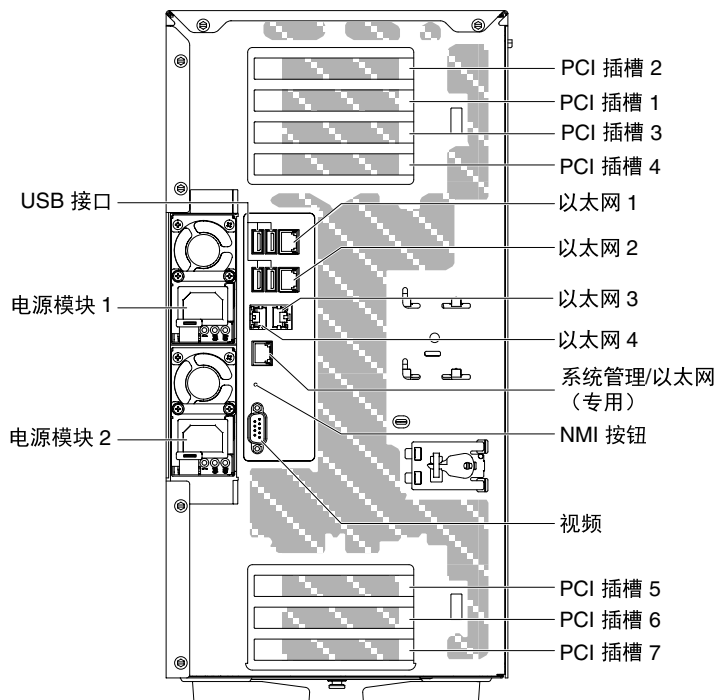 PCI 插槽 2
PCI 插槽 1
PCI 插槽 3
PCI 插槽 4
USB 接口
以太网 1
以太网 2
电源模块 1
以太网 3
以太网 4
系统管理/以太网
（专用）
电源模块 2
NMI 按钮
视频
PCI 插槽 5
PCI 插槽 6
PCI 插槽 7